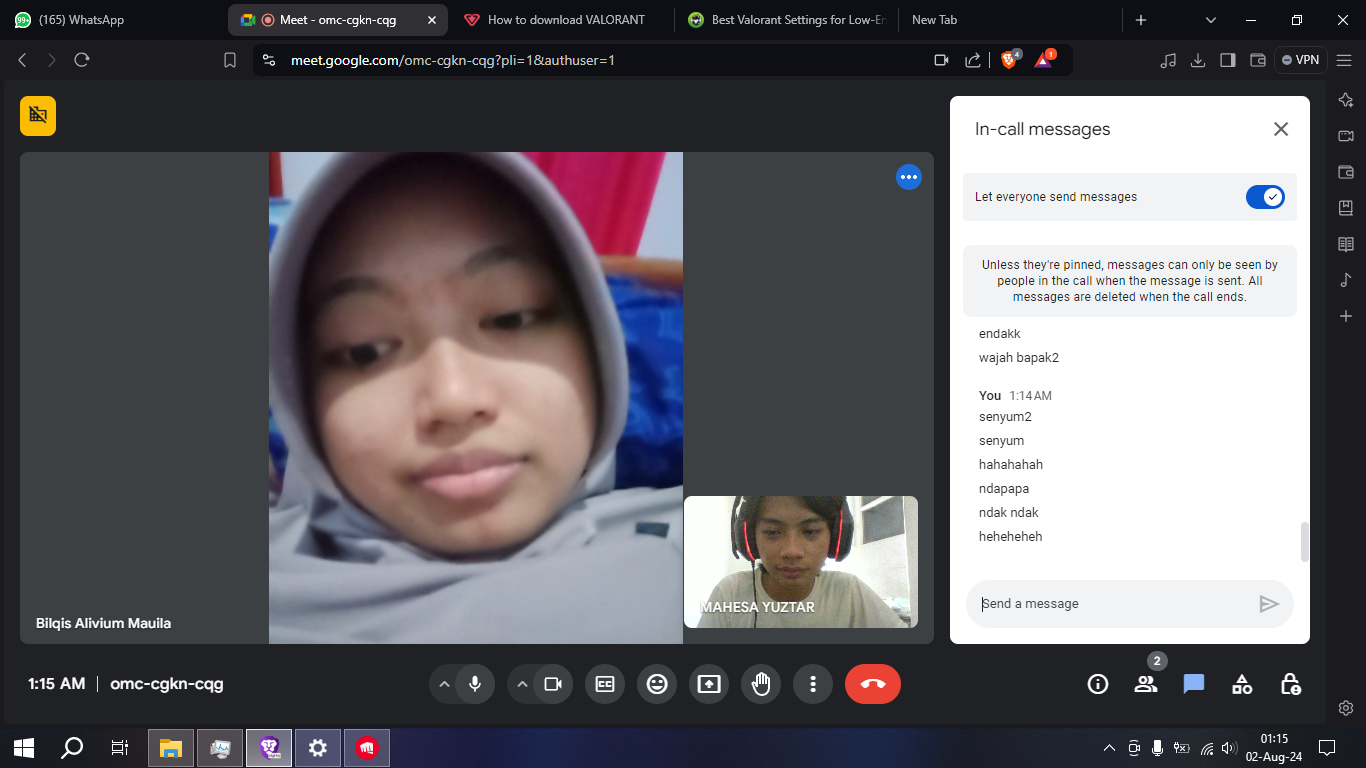 (165) WhatsApp
Meet - omc-cgkn-cqg
How to download VALORANT
Best Valorant Settings for Low-En
New Tab
meet.google.com/omc-cgkn-cqg?pli=1&authuser=1
4
1
VPN
In-call messages
Let everyone send messages
Unless they're pinned, messages can only be seen by
people in the call when the message is sent. All
messages are deleted when the call ends.
endakk
wajah bapak2
You 1:14 AM
senyum2
senyum
hahahahah
ndapapa
ndak ndak
heheheheh
Send a message
MAHESA YUZTAR
Bilqis Alivium Mauila
1:15 AM | omc-cgkn-cqg
2
01:15
02-Aug-24